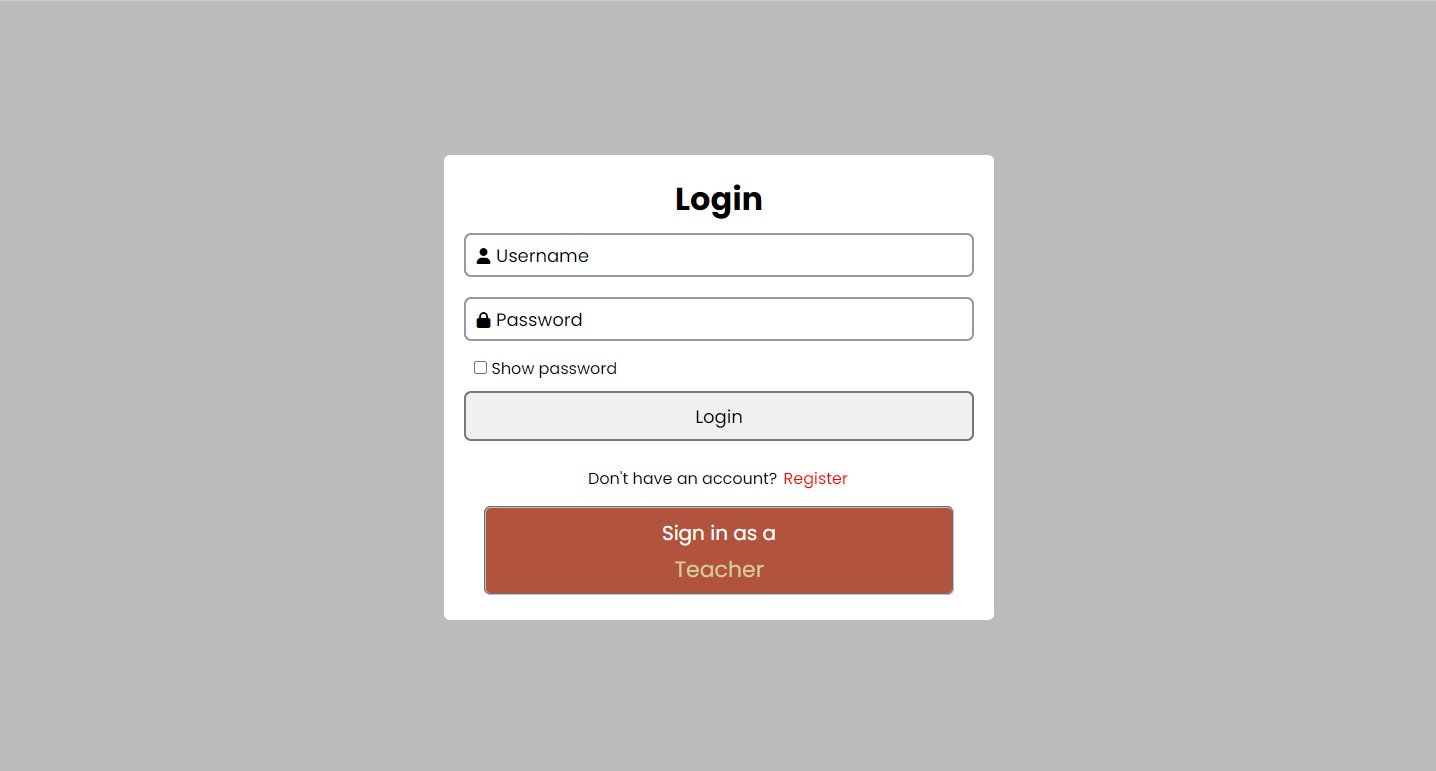 Login
Username
Password
Show password
Login
Don't have an account? Register
Sign in as a
Teacher